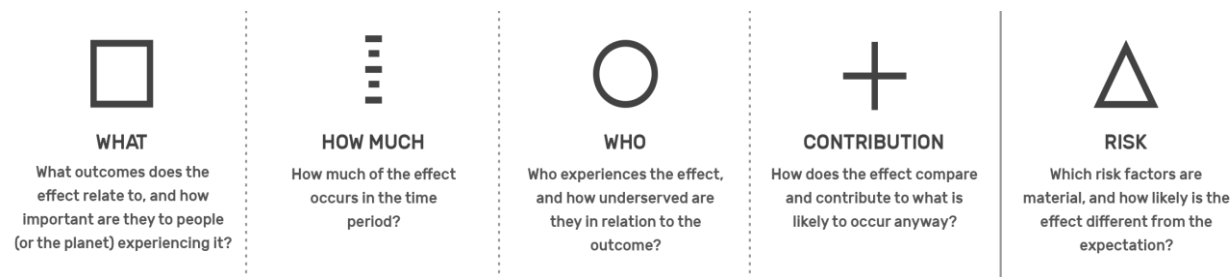 WHAT
What outcomes does the
effect relate to, and how
important are they to people
(or the planet) experiencing it?
HOW MUCH
How much of the effect
occurs in the time
period?
WHO
Who experiences the effect,
and how underserved are
they in relation to the
outcome?
CONTRIBUTION
How does the effect compare
and contribute to what is
likely to occur anyway?
RISK
Which risk factors are
material, and how likely is the
effect different from the
expectation?